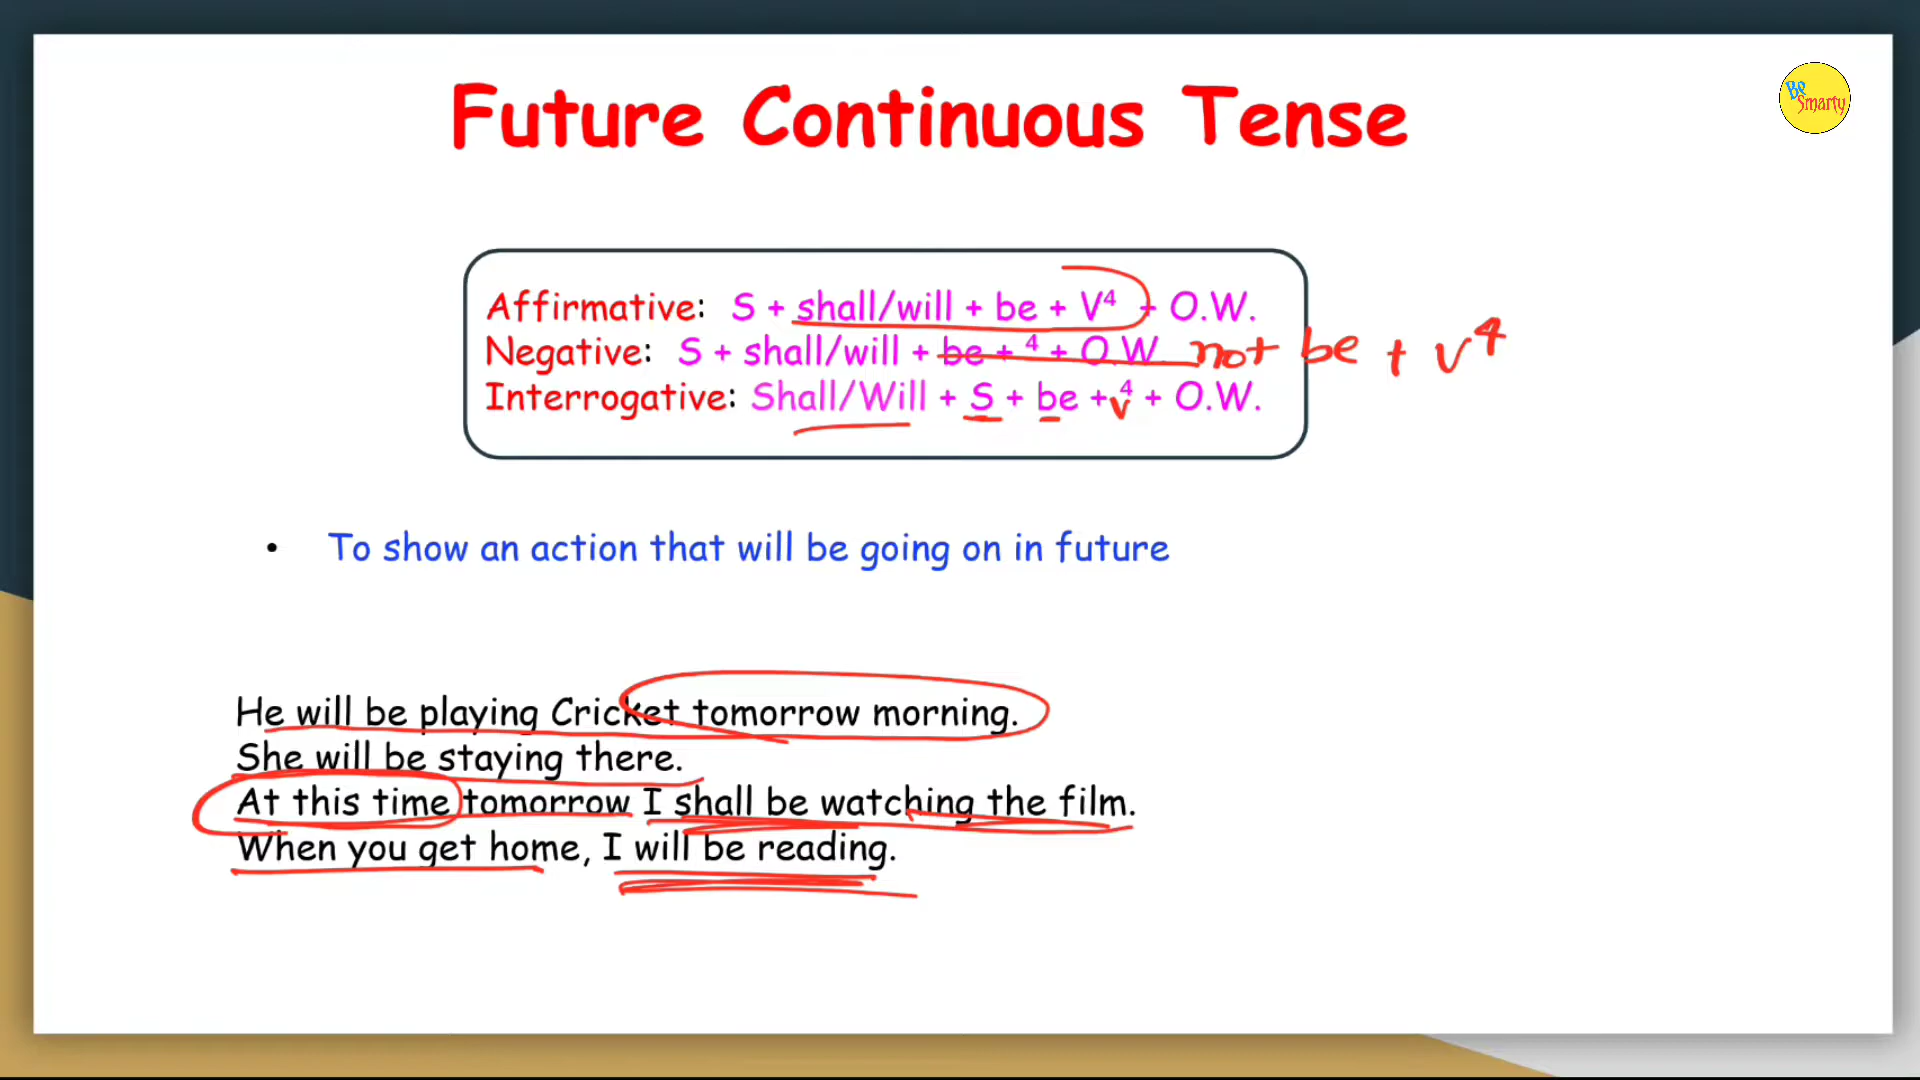 Future Continuous Tense
Be Smarty
Affirmative: S + shall/will + be + V⁴ + O.W.
Negative: S + shall/will + be + ⁴ + O.W. not be + v⁴
Interrogative: Shall/Will + S + be + v⁴ + O.W.
• To show an action that will be going on in future
He will be playing Cricket tomorrow morning.
She will be staying there.
At this time tomorrow I shall be watching the film.
When you get home, I will be reading.